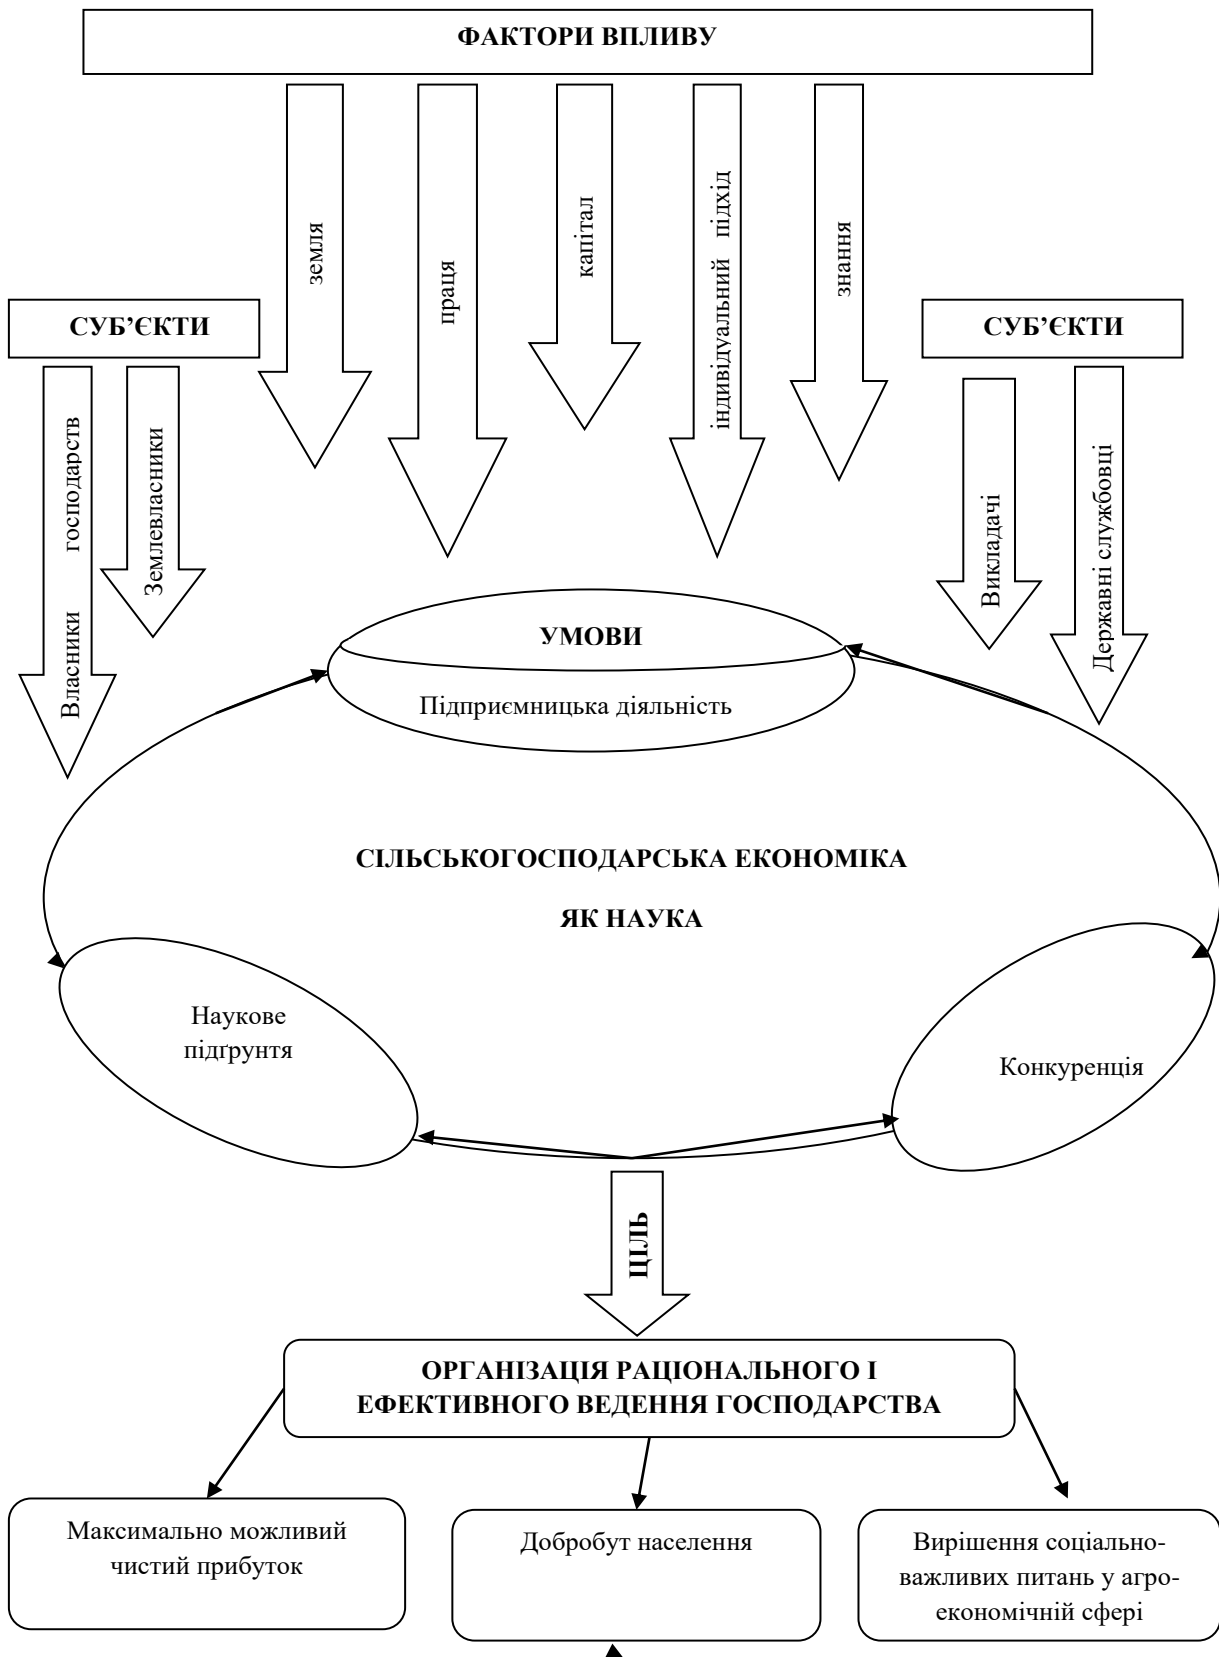 ФАКТОРИ ВПЛИВУ
земля
праця
капітал
індивідуальний підхід
знання
СУБ’ЄКТИ
Власники господарств
Землевласники
СУБ’ЄКТИ
Викладачі
Державні службовці
УМОВИ
Підприємницька діяльність
СІЛЬСЬКОГОСПОДАРСЬКА ЕКОНОМІКА
ЯК НАУКА
Наукове
підґрунтя
Конкуренція
ЦІЛЬ
ОРГАНІЗАЦІЯ РАЦІОНАЛЬНОГО І
ЕФЕКТИВНОГО ВЕДЕННЯ ГОСПОДАРСТВА
Максимально можливий
чистий прибуток
Добробут населення
Вирішення соціально-
важливих питань у агро-
економічній сфері